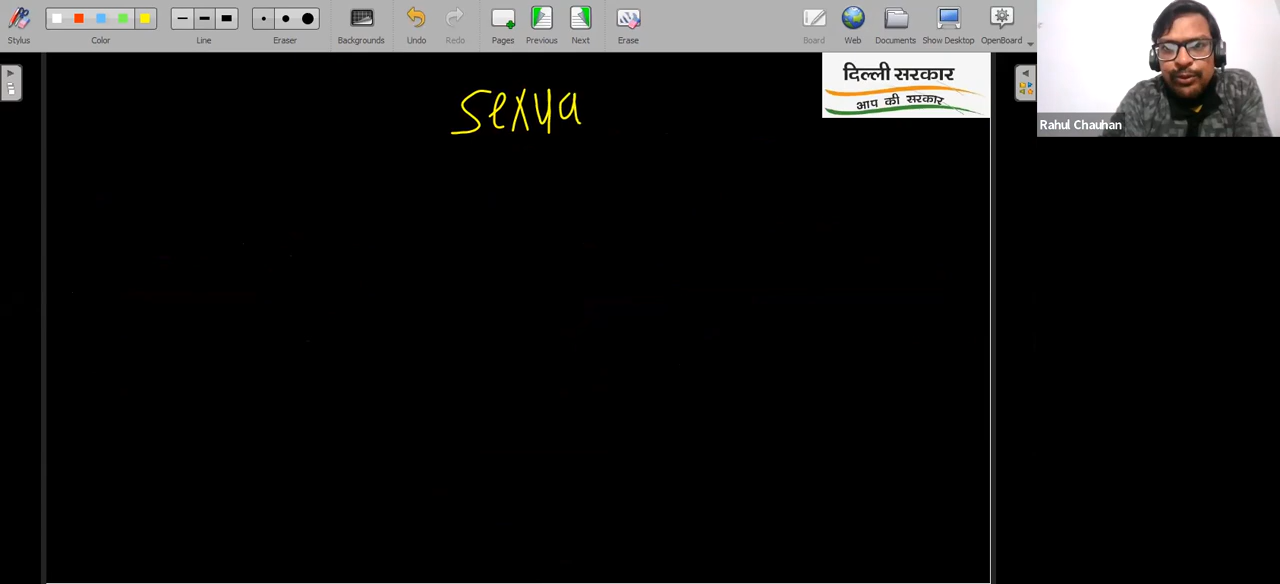 Stylus
Color
Line
Eraser
Backgrounds
Undo
Redo
Pages
Previous
Next
Erase
Board
Web
Documents
Show Desktop
OpenBoard
Rahul Chauhan
दिल्ली सरकार
आप की सरकार
sexua